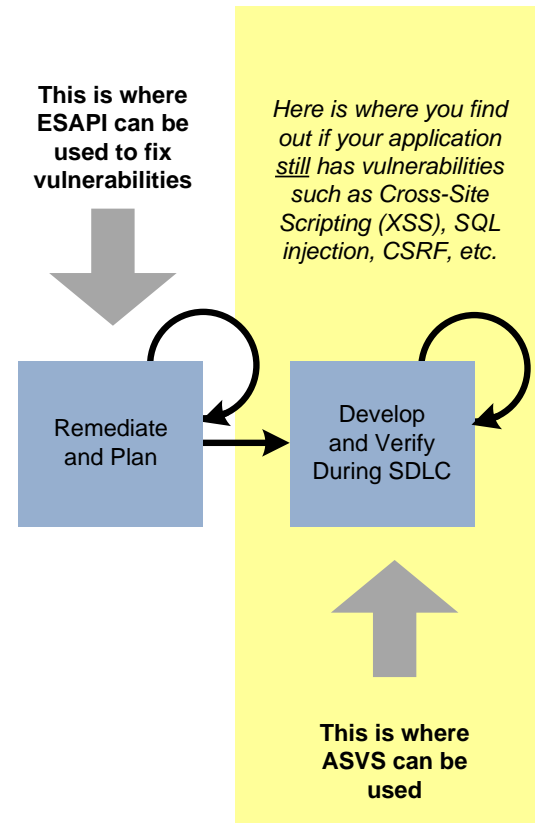 This is where
ESAPI can be
used to fix
vulnerabilities
Here is where you find
out if your application
still has vulnerabilities
such as Cross-Site
Scripting (XSS), SQL
injection, CSRF, etc.
Remediate
and Plan
Develop
and Verify
During SDLC
This is where
ASVS can be
used